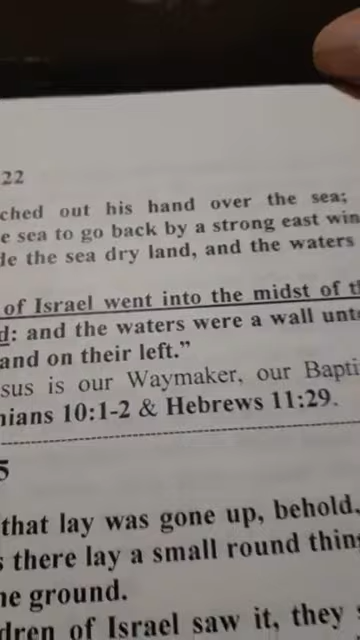 22
ched out his hand over the sea;
e sea to go back by a strong east win
de the sea dry land, and the waters
of Israel went into the midst of th
d: and the waters were a wall unt
and on their left."
sus is our Waymaker, our Bapti
nians 10:1-2 & Hebrews 11:29.
5
that lay was gone up, behold,
s there lay a small round thin
he ground.
dren of Israel saw it, they s